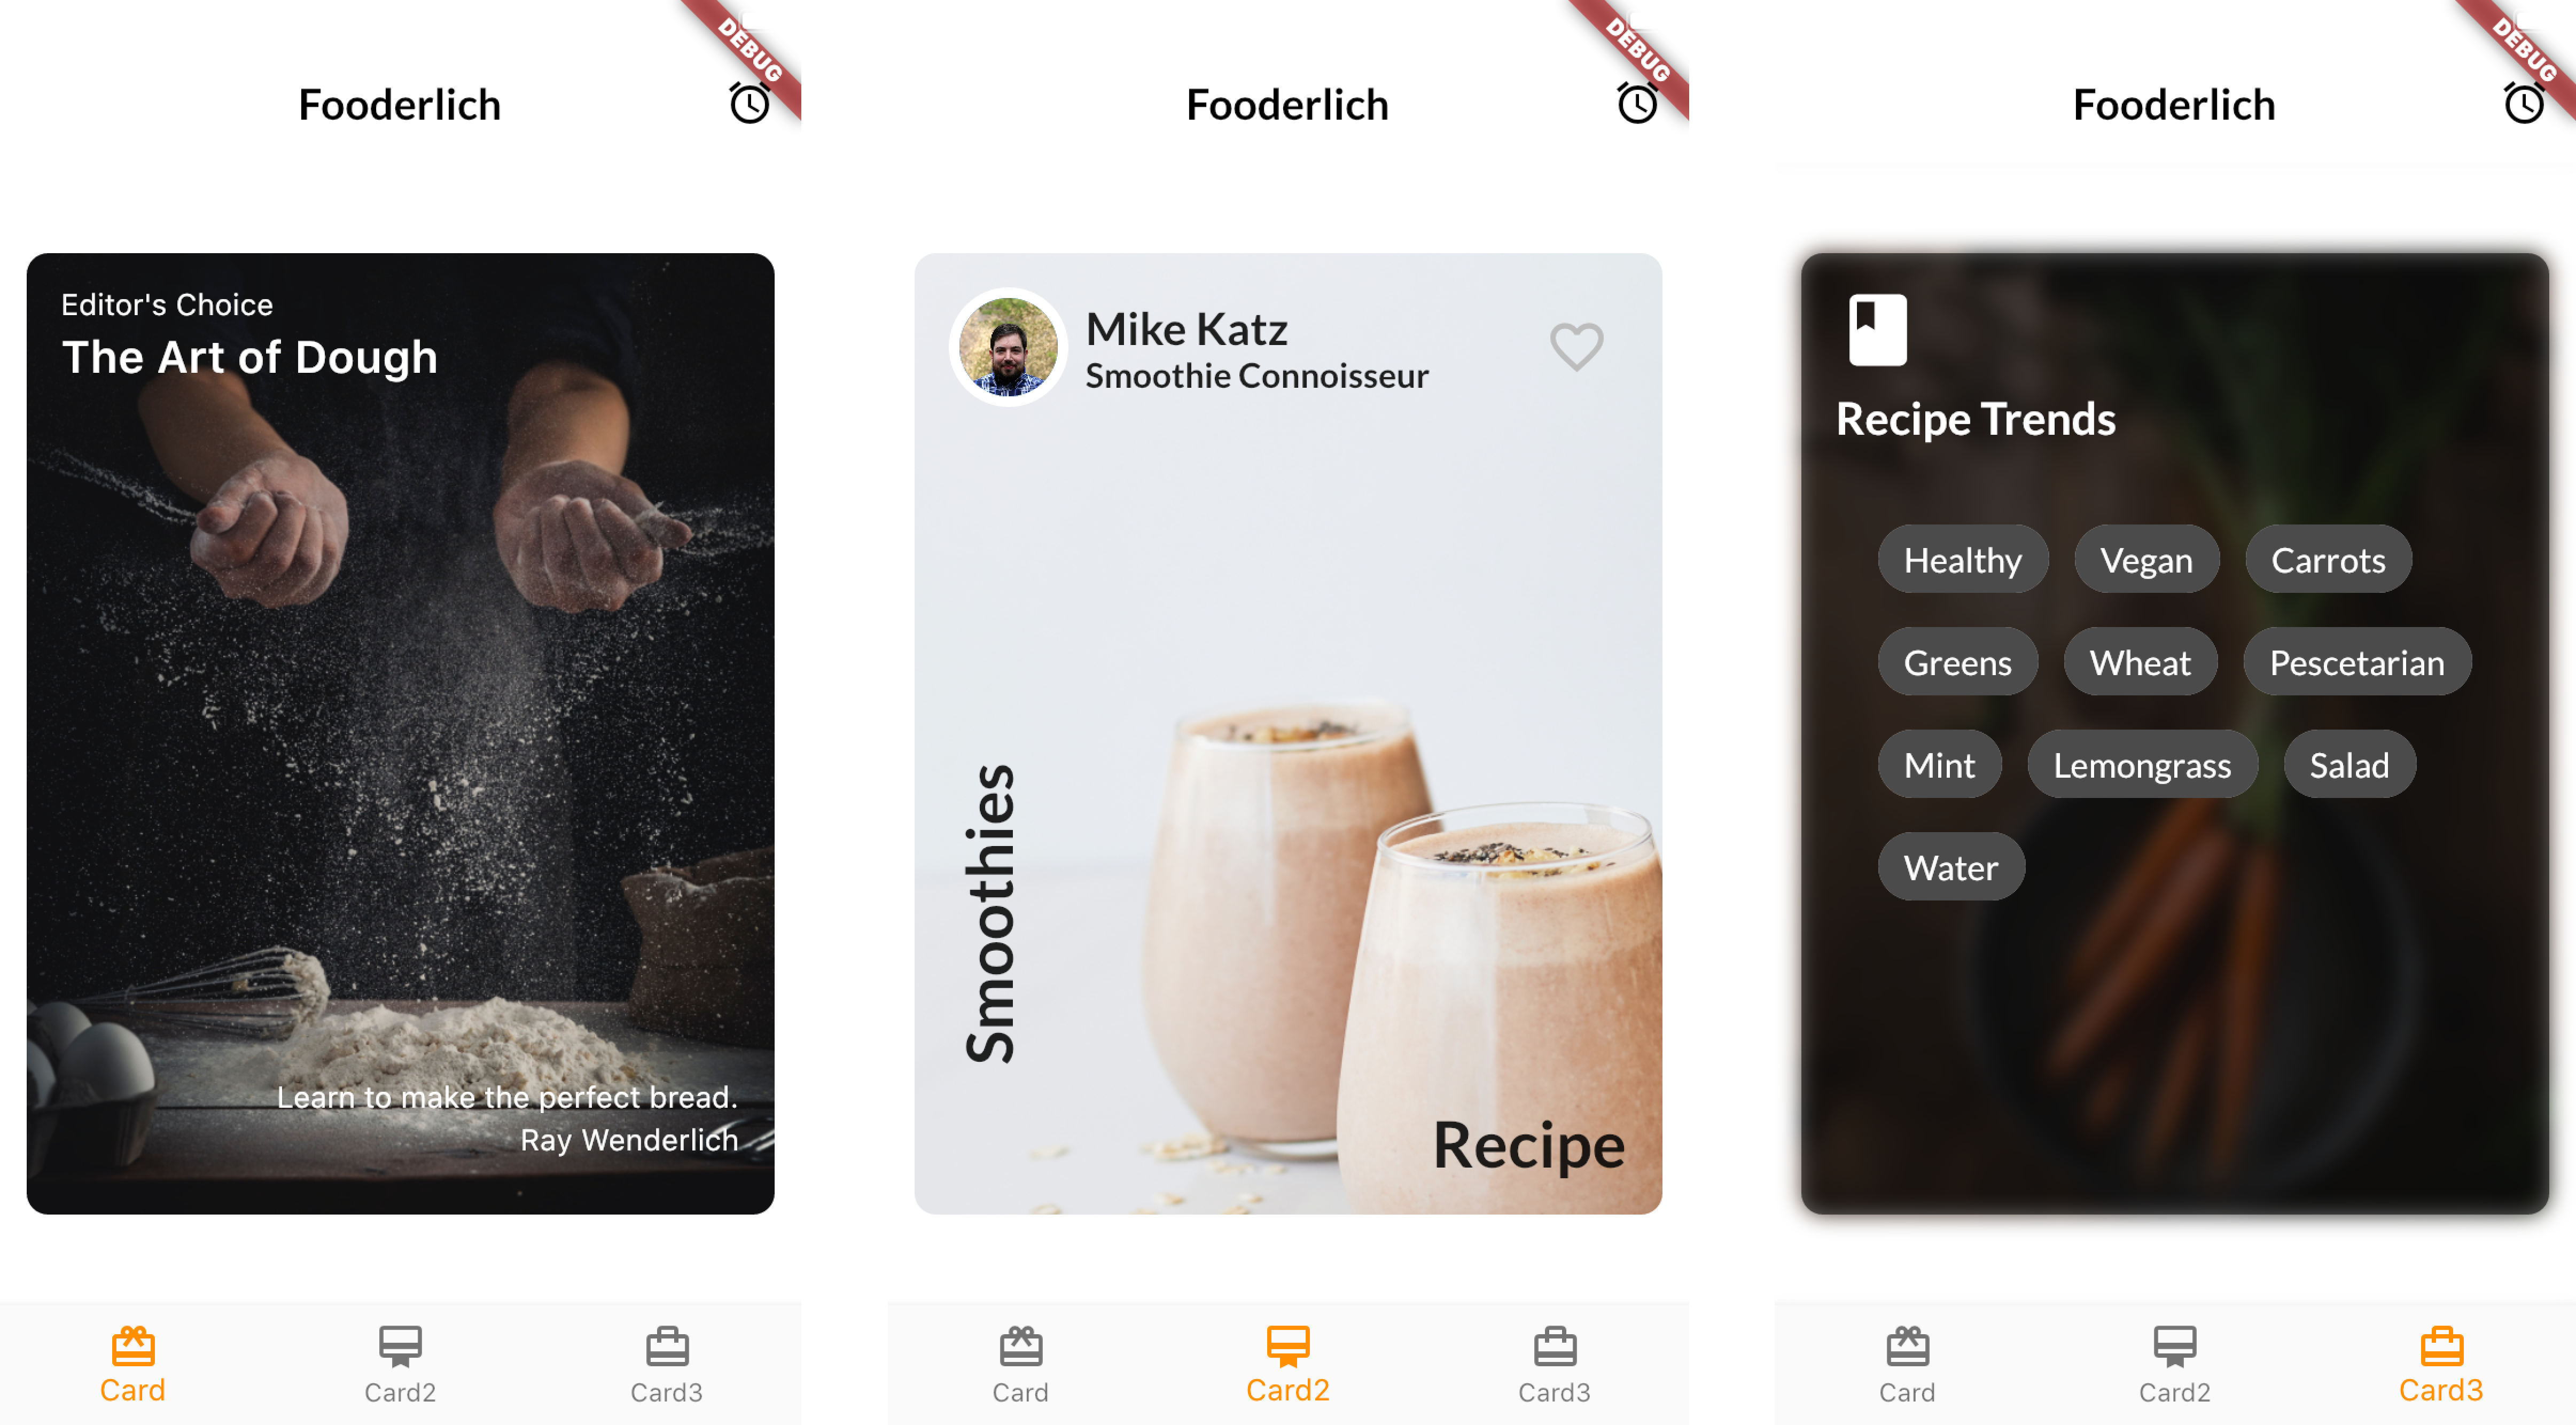 DEBUG
Fooderlich
Editor's Choice
The Art of Dough
Learn to make the perfect bread.
Ray Wenderlich
Card
Card2
Card3
DEBUG
Fooderlich
Mike Katz
Smoothie Connoisseur
Smoothies
Recipe
Card
Card2
Card3
DEBUG
Fooderlich
Recipe Trends
Healthy
Vegan
Carrots
Greens
Wheat
Pescetarian
Mint
Lemongrass
Salad
Water
Card
Card2
Card3